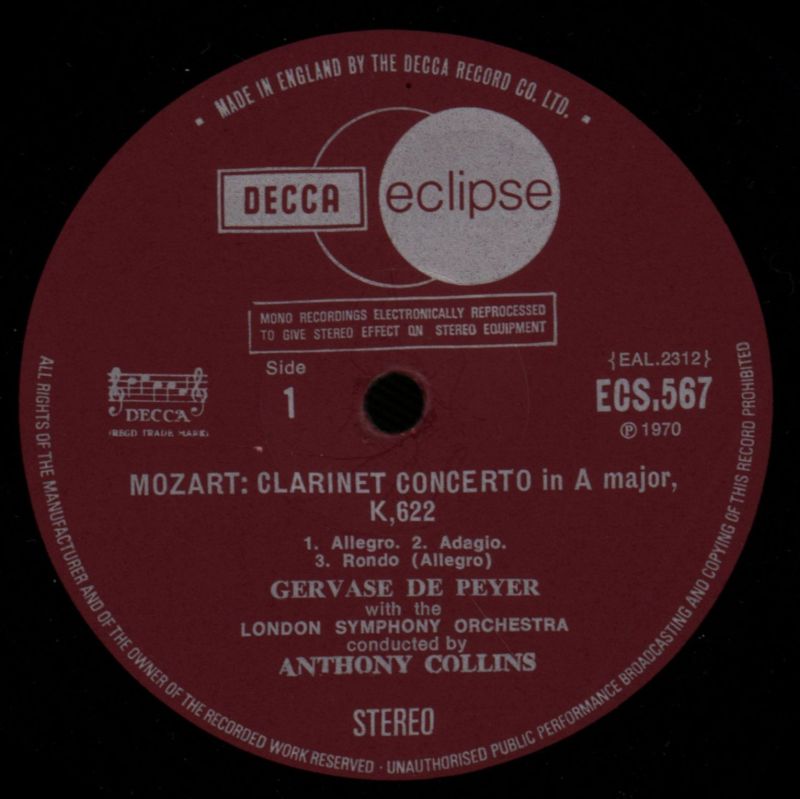 ▪ MADE IN ENGLAND BY THE DECCA RECORD CO. LTD. ▪
DECCA
eclipse
MONO RECORDINGS ELECTRONICALLY REPROCESSED
TO GIVE STEREO EFFECT ON STEREO EQUIPMENT
Side
1
DECCA
(REGD TRADE MARK)
{EAL.2312}
ECS.567
℗ 1970
MOZART: CLARINET CONCERTO in A major,
K,622
1. Allegro. 2. Adagio.
3. Rondo (Allegro)
GERVASE DE PEYER
with the
LONDON SYMPHONY ORCHESTRA
conducted by
ANTHONY COLLINS
STEREO
ALL RIGHTS OF THE MANUFACTURER AND OF THE OWNER OF THE RECORDED WORK RESERVED · UNAUTHORISED PUBLIC PERFORMANCE BROADCASTING AND COPYING OF THIS RECORD PROHIBITED